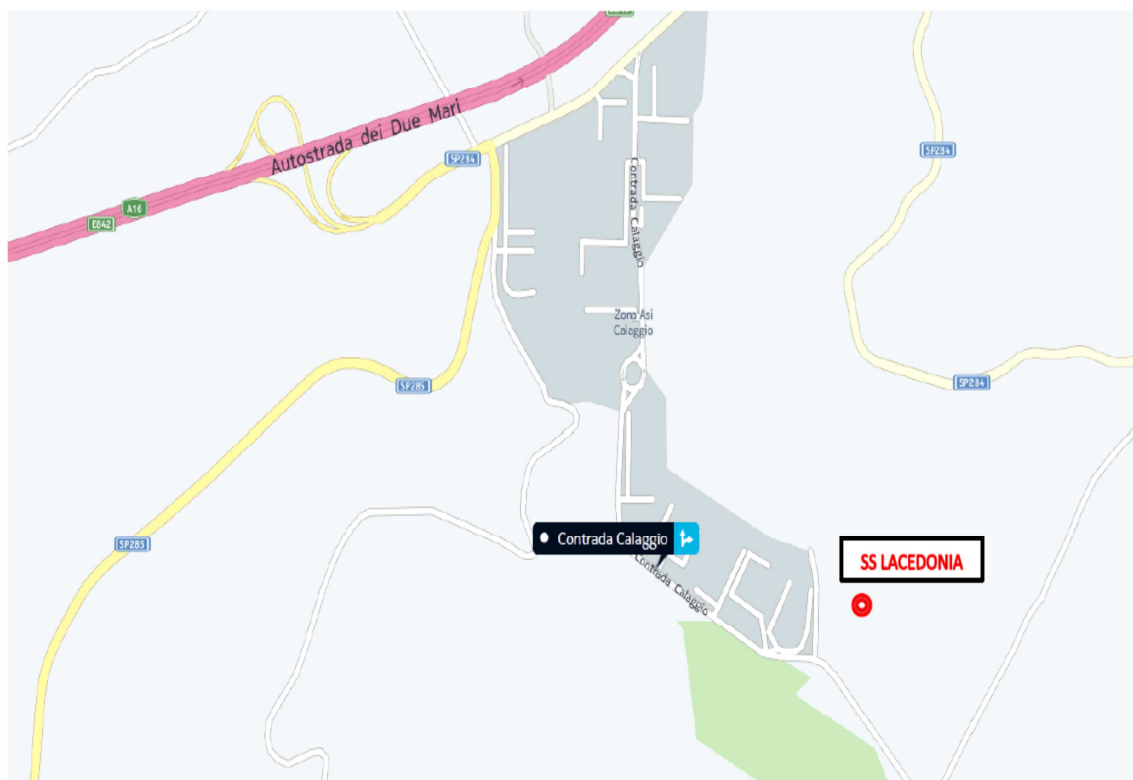 Autostrada dei Due Mari
SP284
SP284
A16
E842
Contrada Calaggio
Zona Asi
Calaggio
SP285
SP284
SP285
Contrada Calaggio
Contrada Calaggio
SS LACEDONIA